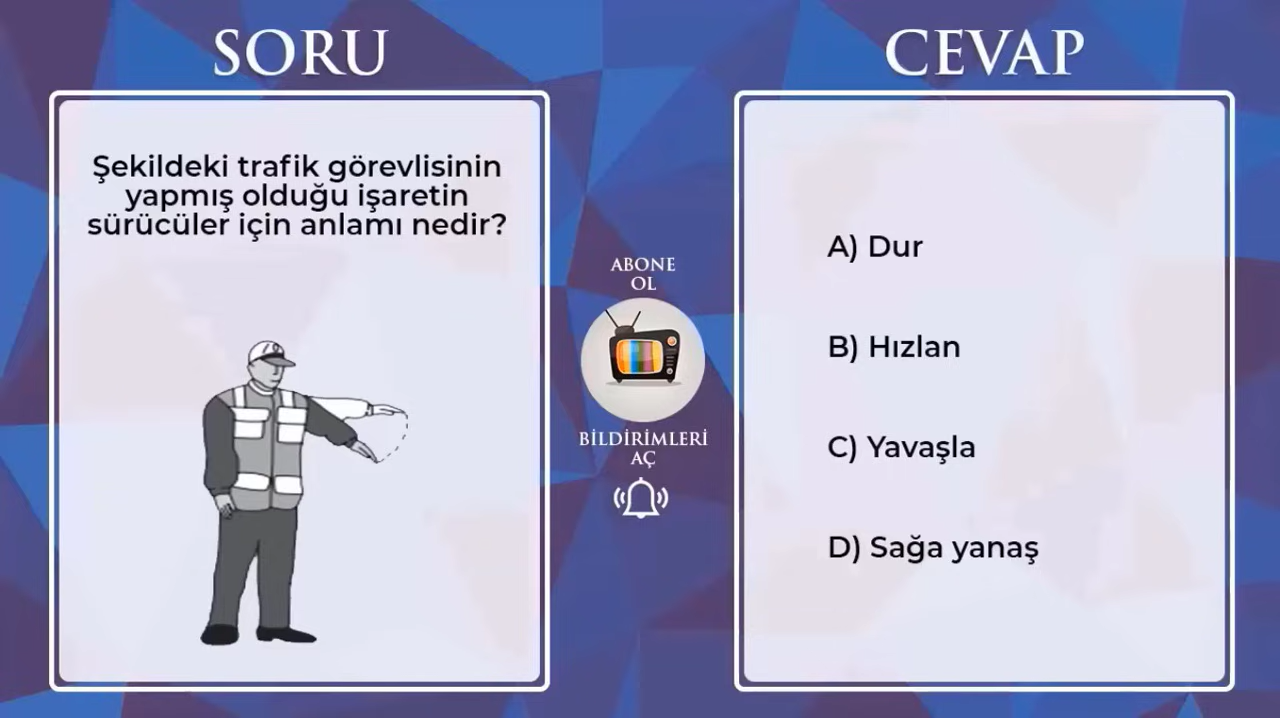 SORU
Şekildeki trafik görevlisinin
yapmış olduğu işaretin
sürücüler için anlamı nedir?
ABONE
OL
BİLDİRİMLERİ
AÇ
CEVAP
A) Dur
B) Hızlan
C) Yavaşla
D) Sağa yanaş